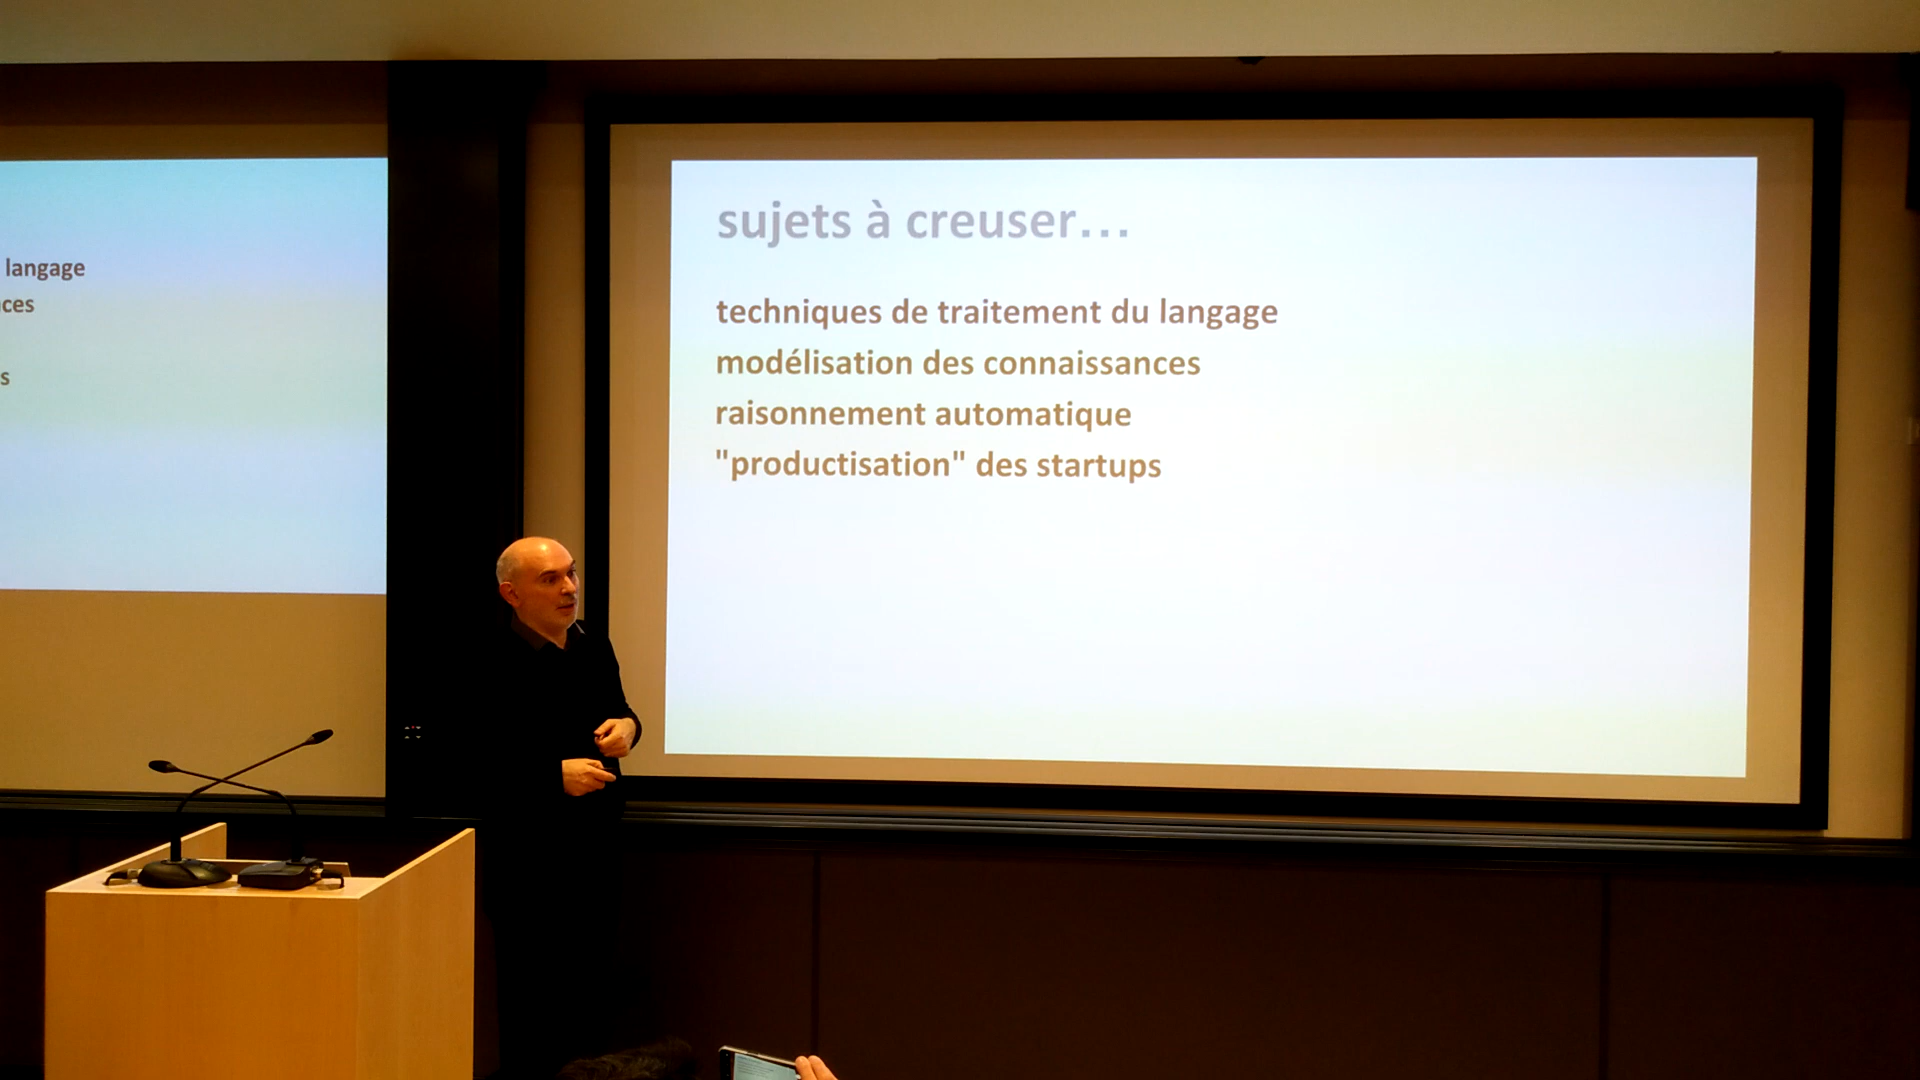 langage
ces
s
sujets à creuser...
techniques de traitement du langage
modélisation des connaissances
raisonnement automatique
"productisation" des startups